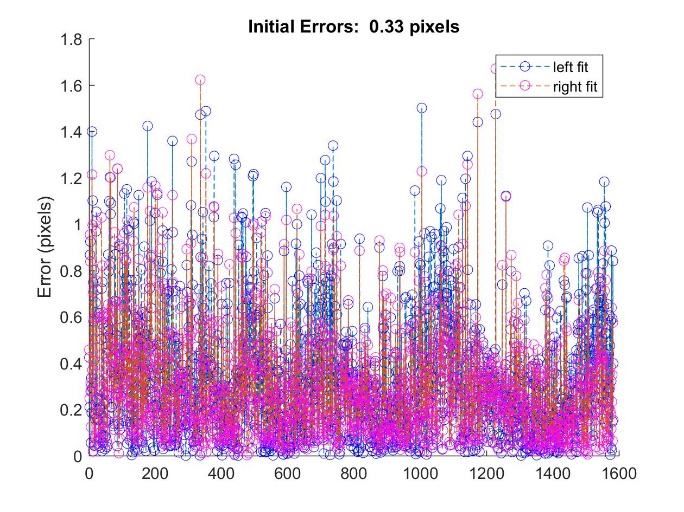 Initial Errors: 0.33 pixels
1.8
1.6
1.4
1.2
1
0.8
0.6
0.4
0.2
0
Error (pixels)
left fit
right fit
0 200 400 600 800 1000 1200 1400 1600